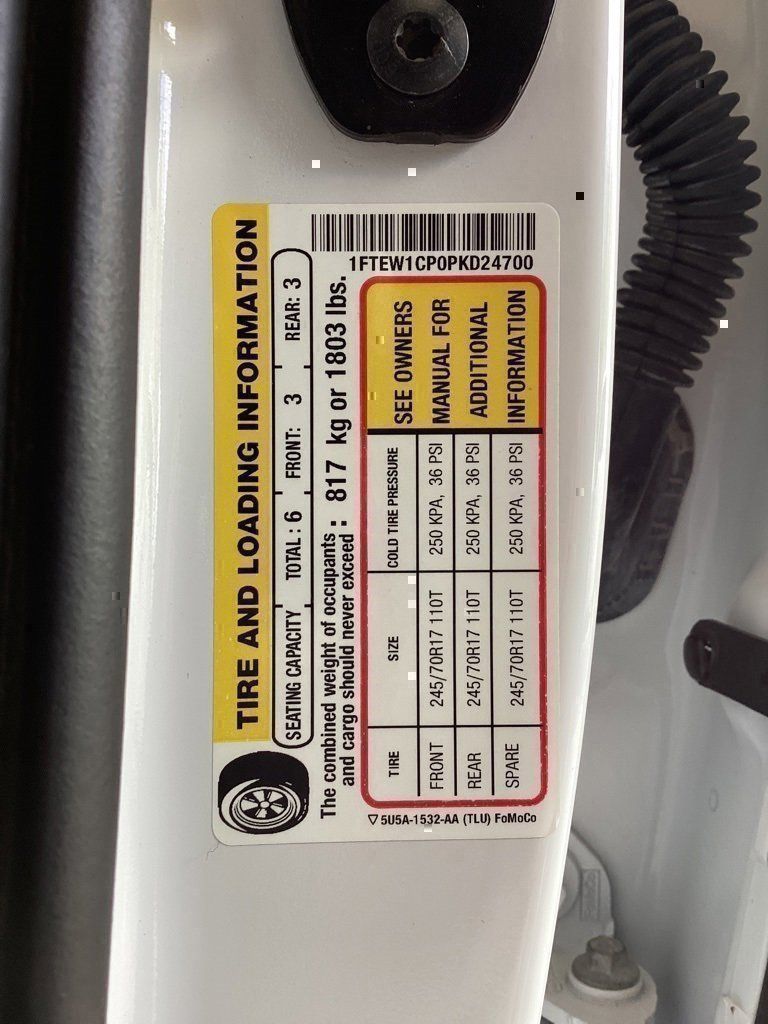 TIRE AND LOADING INFORMATION
SEATING CAPACITY TOTAL : 6 FRONT: 3 REAR: 3
The combined weight of occupants
and cargo should never exceed : 817 kg or 1803 lbs.
TIRE SIZE COLD TIRE PRESSURE
FRONT 245/70R17 110T 250 KPA, 36 PSI
REAR 245/70R17 110T 250 KPA, 36 PSI
SPARE 245/70R17 110T 250 KPA, 36 PSI
SEE OWNERS
MANUAL FOR
ADDITIONAL
INFORMATION
1FTEW1CP0PKD24700
5U5A-1532-AA (TLU) FoMoCo